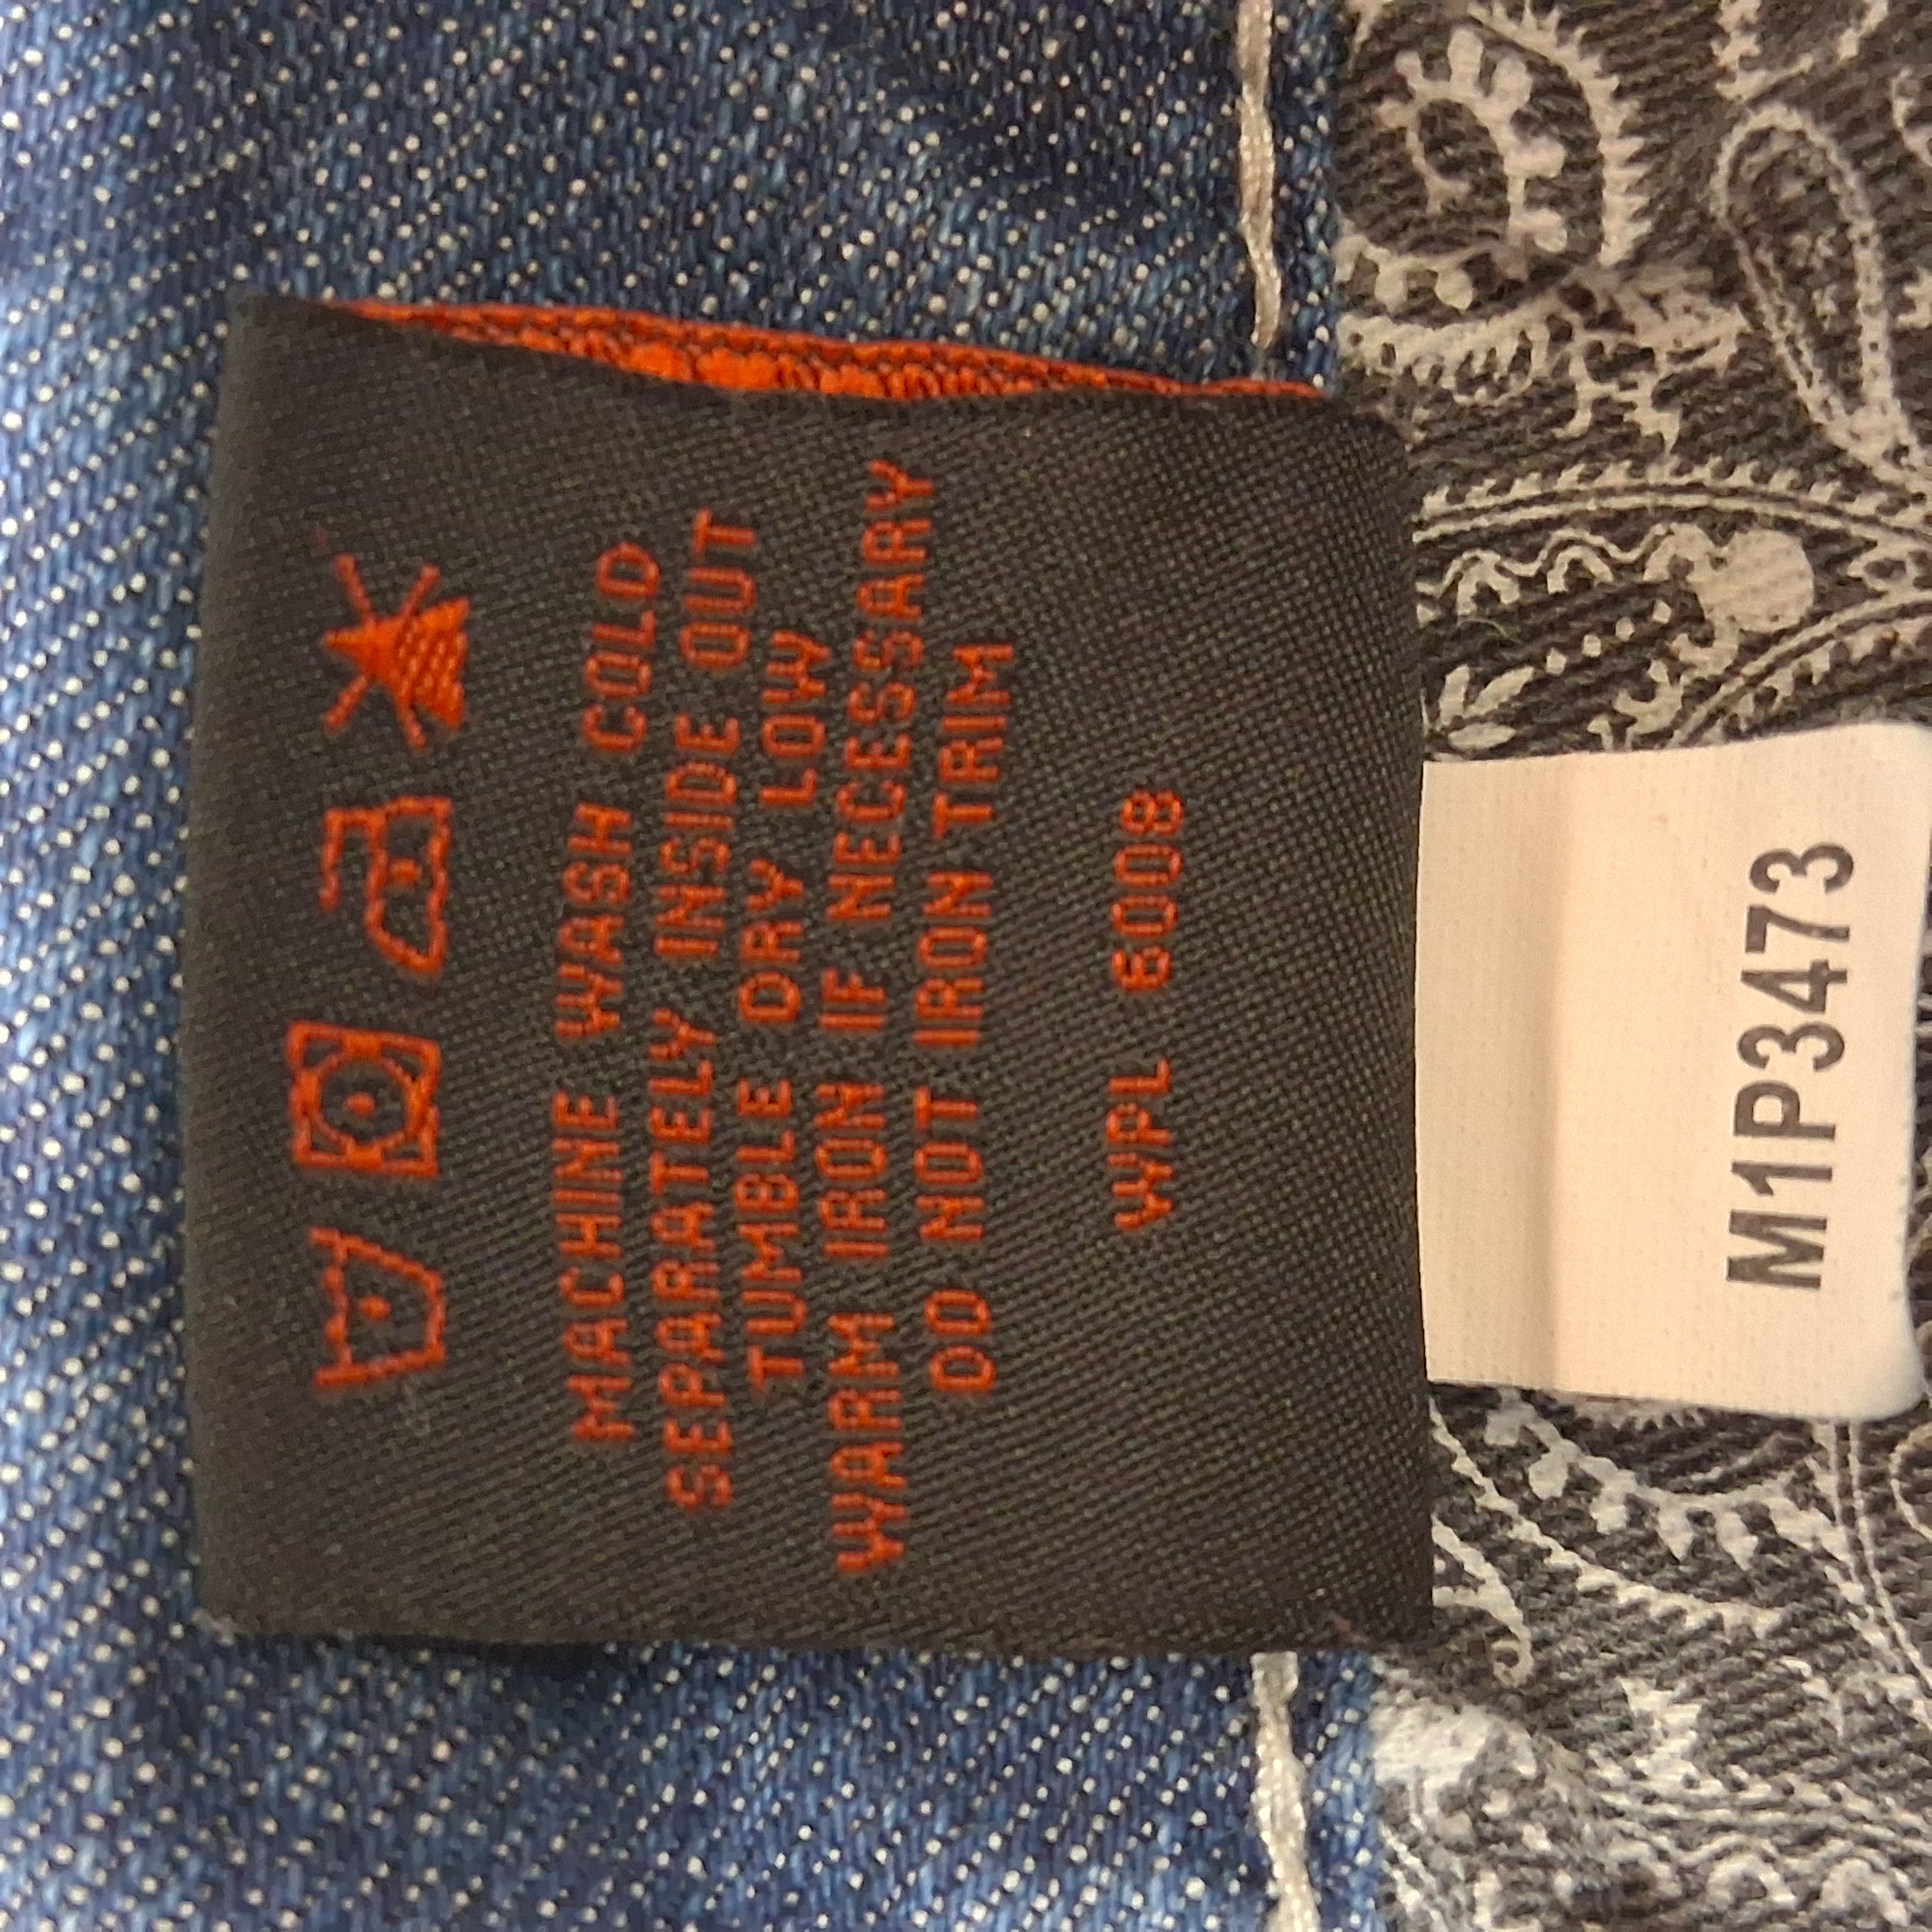 MACHINE WASH COLD
SEPARATELY INSIDE OUT
TUMBLE DRY LOW
WARM IRON IF NECESSARY
DO NOT IRON TRIM
WPL 6008
M1P3473